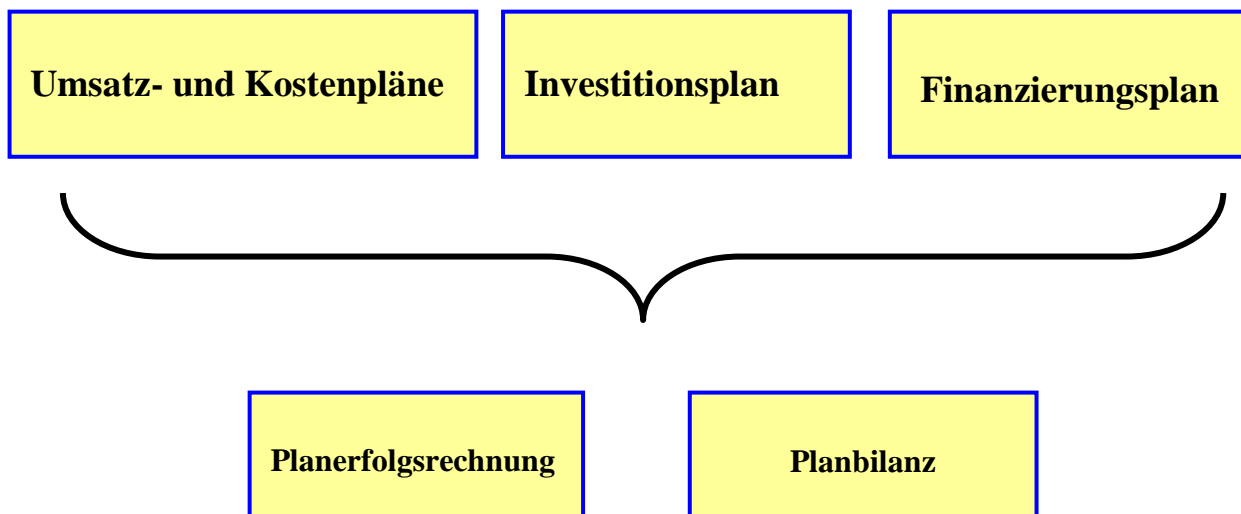 Umsatz- und Kostenpläne
Investitionsplan
Finanzierungsplan
Planerfolgsrechnung
Planbilanz